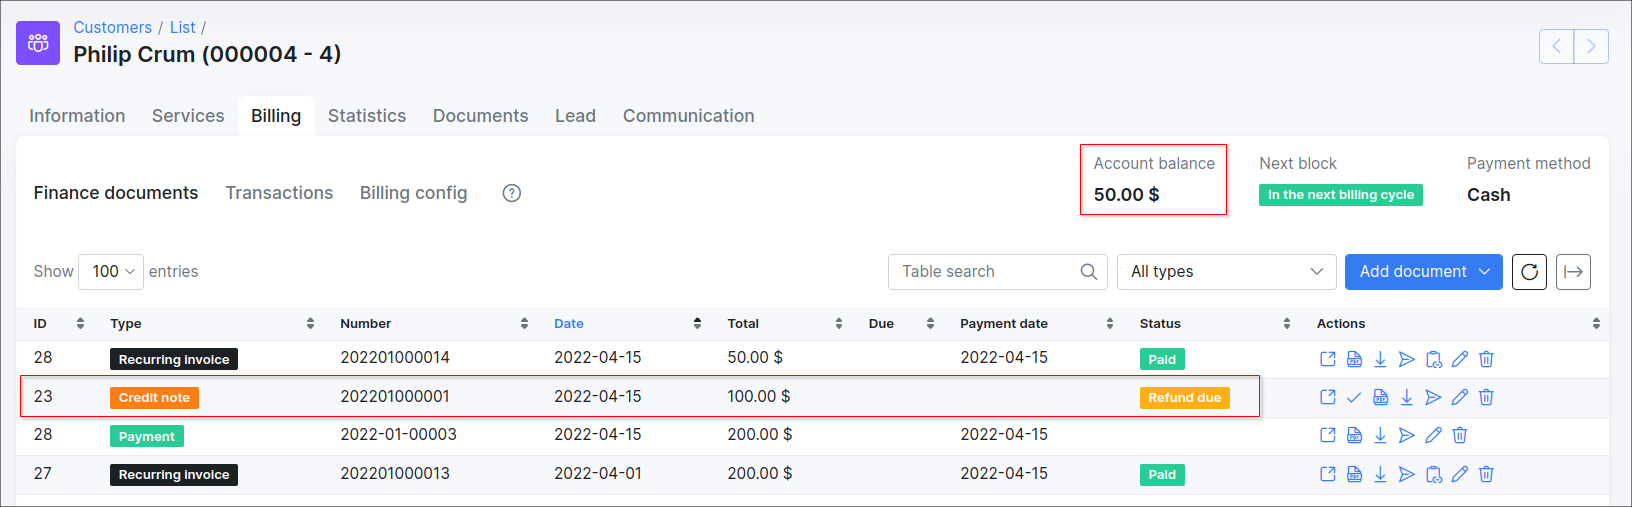 Customers / List /
Philip Crum (000004 - 4)
Information Services Billing Statistics Documents Lead Communication
Account balance Next block Payment method
Finance documents Transactions Billing config ? 50.00 $ In the next billing cycle Cash
Show 100 entries Table search All types Add document
ID Type Number Date Total Due Payment date Status Actions
28 Recurring invoice 202201000014 2022-04-15 50.00 $ 2022-04-15 Paid
23 Credit note 202201000001 2022-04-15 100.00 $ Refund due
28 Payment 2022-01-00003 2022-04-15 200.00 $ 2022-04-15
27 Recurring invoice 202201000013 2022-04-01 200.00 $ 2022-04-15 Paid